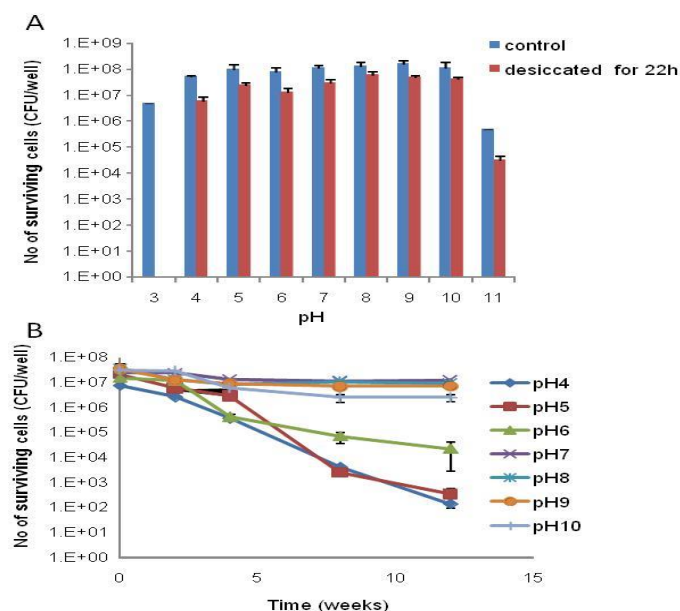 A
No of surviving cells (CFU/well)
1.E+09
1.E+08
1.E+07
1.E+06
1.E+05
1.E+04
1.E+03
1.E+02
1.E+01
1.E+00
control
desiccated for 22h
3 4 5 6 7 8 9 10 11
pH
B
No of surviving cells (CFU/well)
1.E+08
1.E+07
1.E+06
1.E+05
1.E+04
1.E+03
1.E+02
1.E+01
1.E+00
pH4
pH5
pH6
pH7
pH8
pH9
pH10
0 5 10 15
Time (weeks)